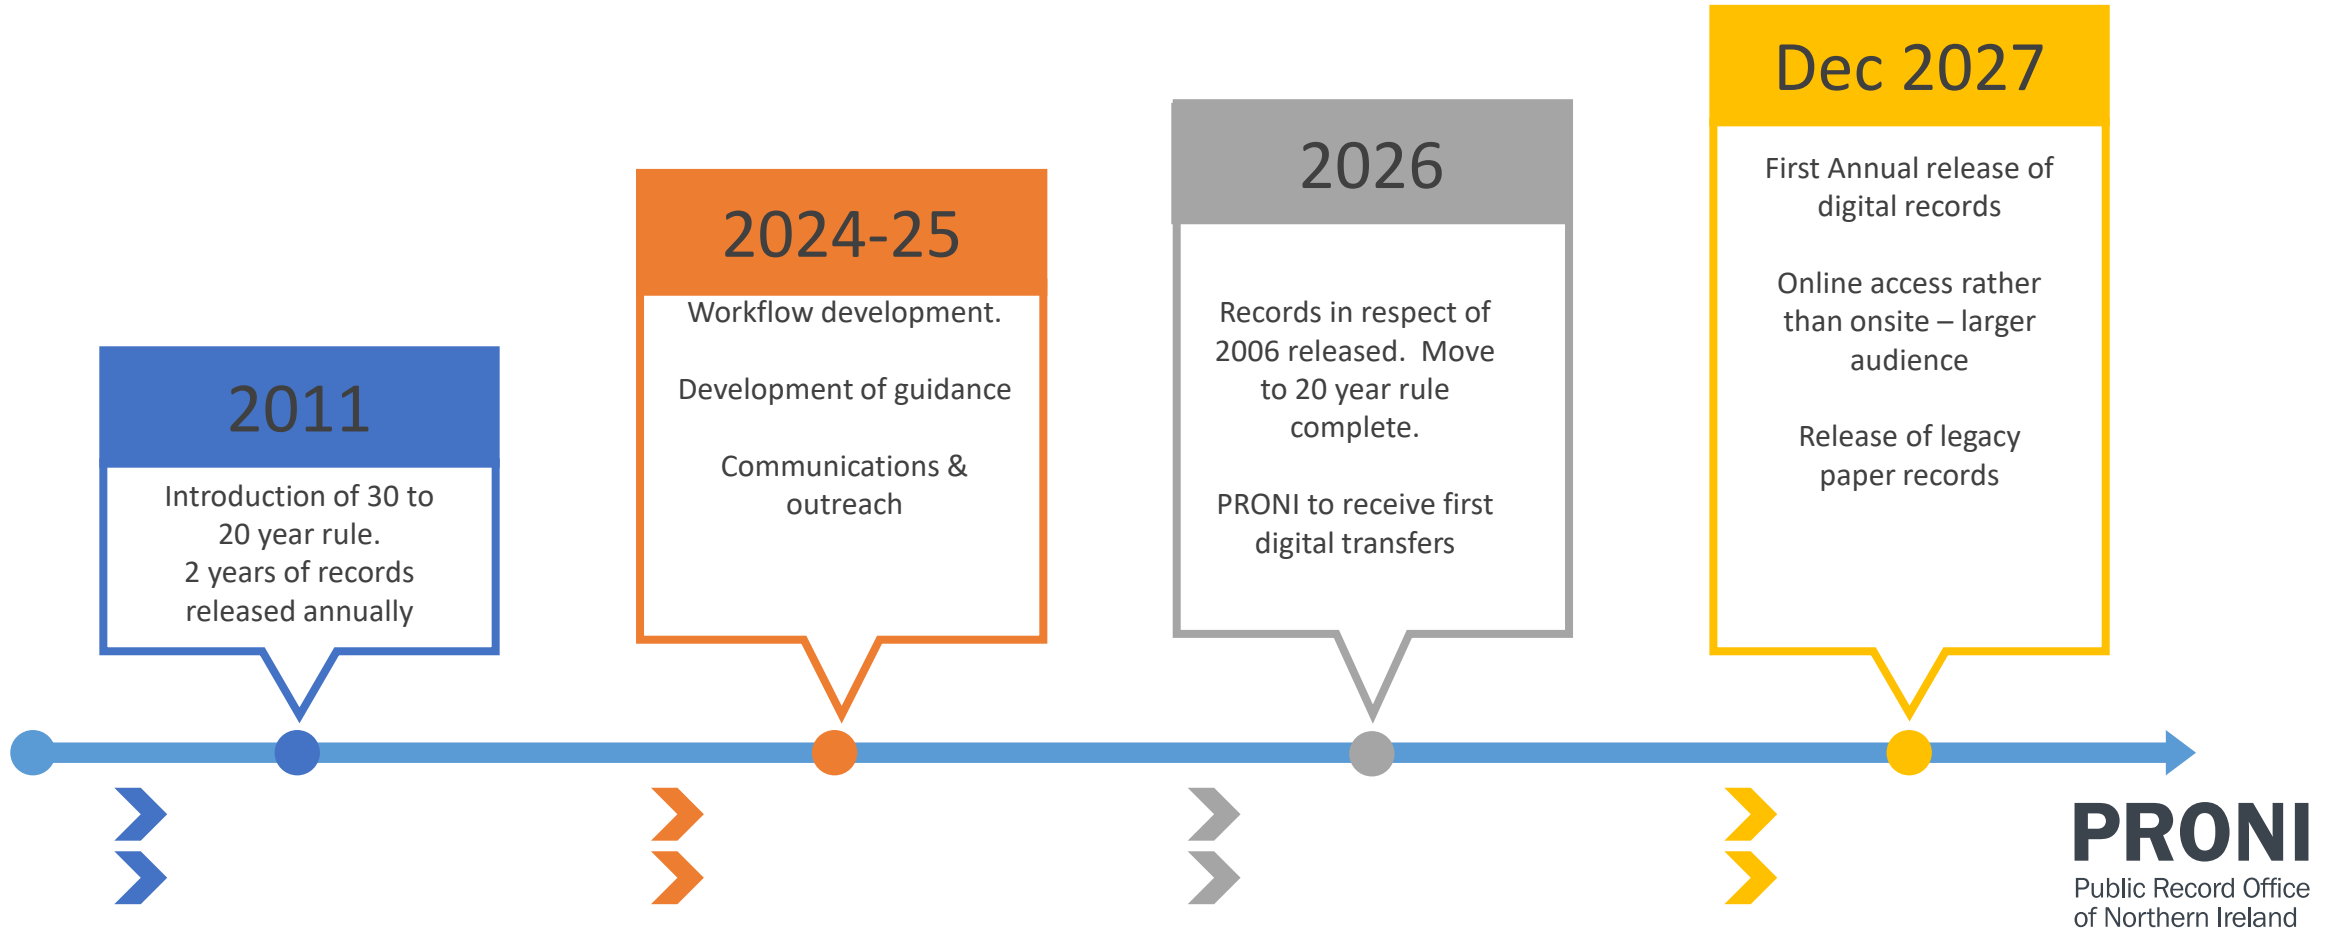 2011
Introduction of 30 to
20 year rule.
2 years of records
released annually
2024-25
Workflow development.
Development of guidance
Communications &
outreach
2026
Records in respect of
2006 released.  Move
to 20 year rule
complete.
PRONI to receive first
digital transfers
Dec 2027
First Annual release of
digital records
Online access rather
than onsite – larger
audience
Release of legacy
paper records
PRONI
Public Record Office
of Northern Ireland